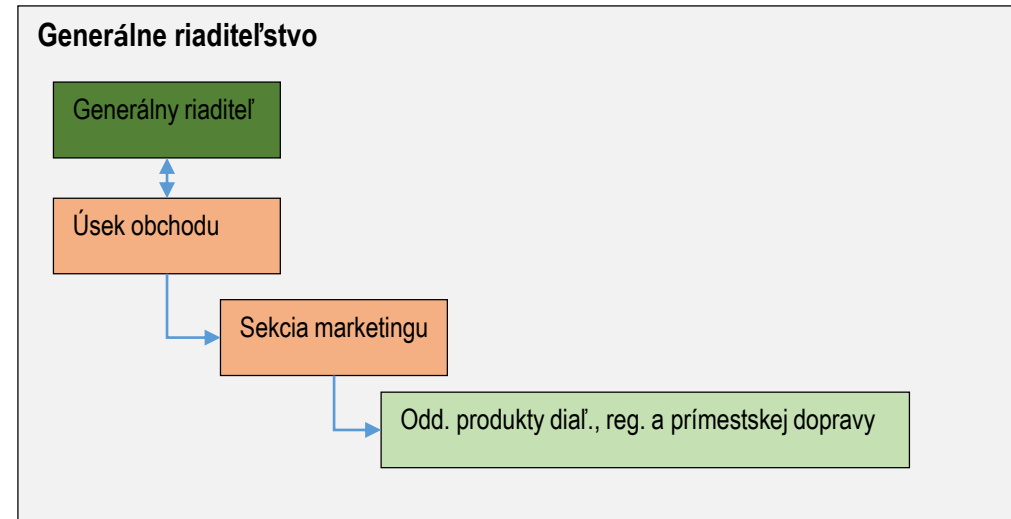 Generálne riaditeľstvo
Generálny riaditeľ
Úsek obchodu
Sekcia marketingu
Odd. produkty diaľ., reg. a prímestskej dopravy